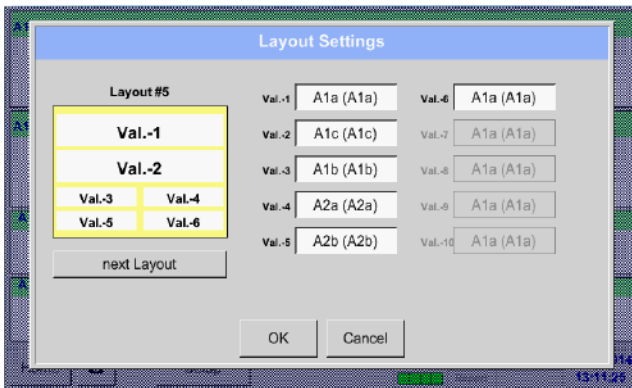 A1
Layout Settings
Layout #5
Val.-1
Val.-2
Val.-3 Val.-4
Val.-5 Val.-6
next Layout
Val.-1 A1a (A1a)
Val.-2 A1c (A1c)
Val.-3 A1b (A1b)
Val.-4 A2a (A2a)
Val.-5 A2b (A2b)
Val.-6 A1a (A1a)
Val.-7 A1a (A1a)
Val.-8 A1a (A1a)
Val.-9 A1a (A1a)
Val.-10 A1a (A1a)
OK Cancel
13:11:25